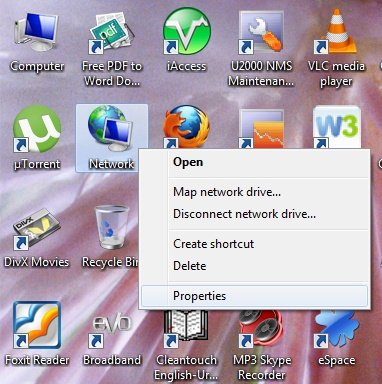 Computer
Free PDF to Word Do...
iAccess
U2000 NMS Maintenan...
VLC media player
µTorrent
Network
W3
Open
Map network drive...
Disconnect network drive...
Create shortcut
Delete
Properties
DivX Movies
Recycle Bin
Foxit Reader
evo
Broadband
Cleantouch English-Ur...
MP3 Skype Recorder
eSpace